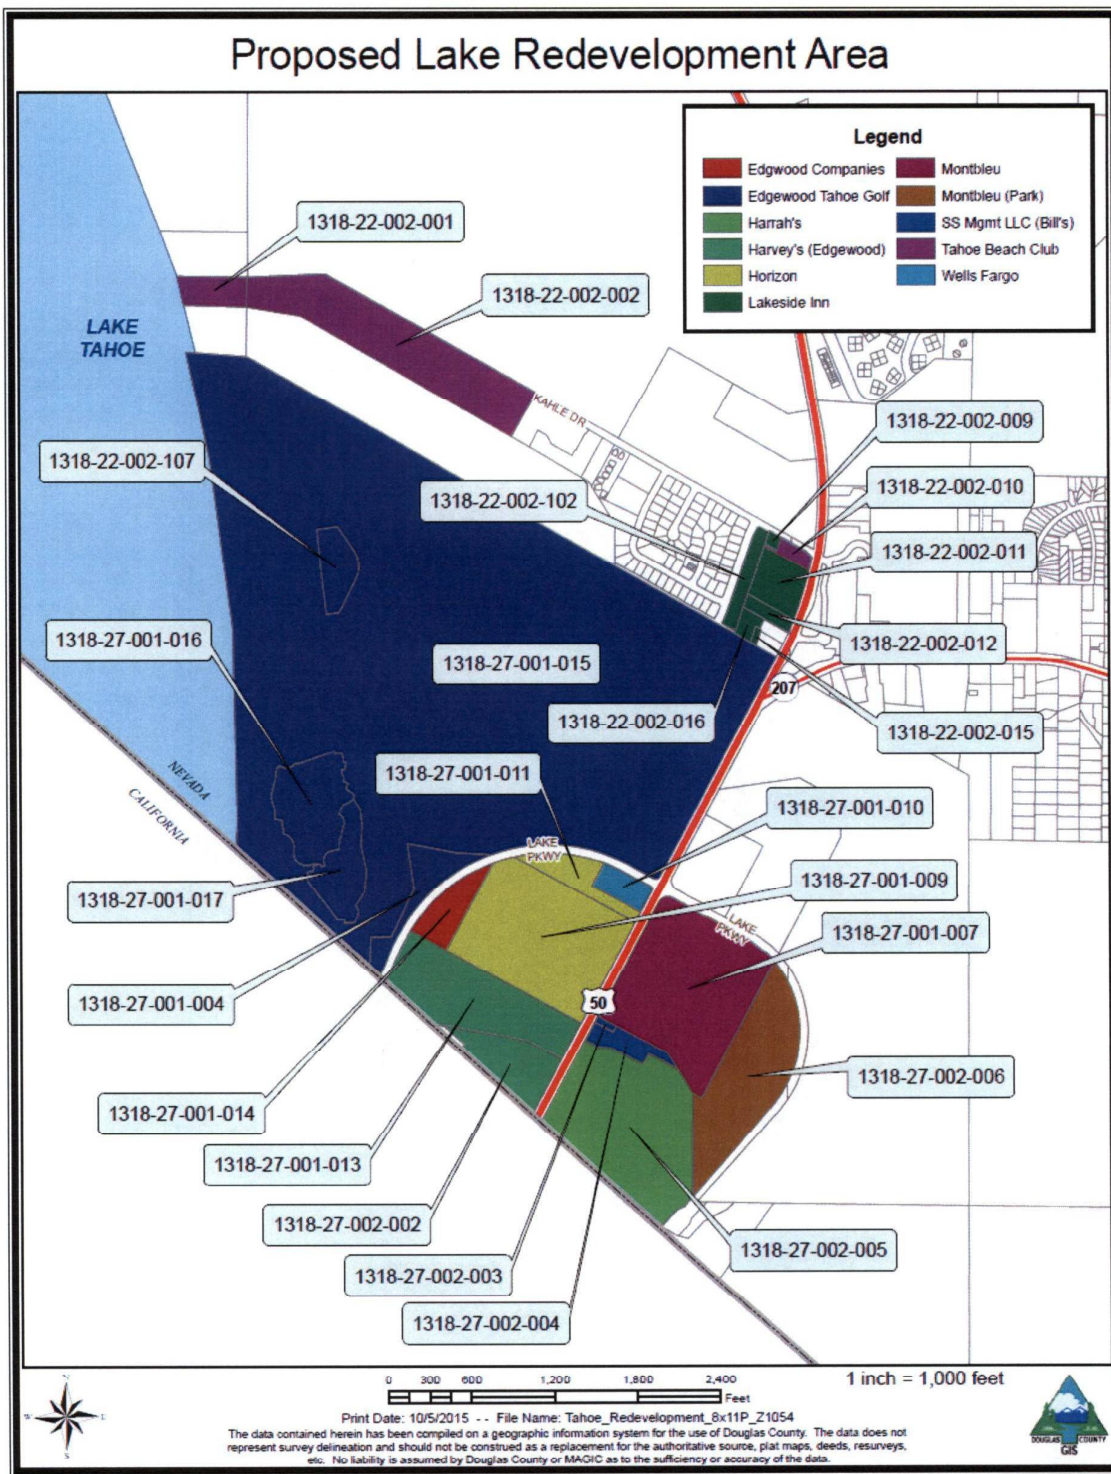 Proposed Lake Redevelopment Area
Legend
Edgwood Companies
Edgewood Tahoe Golf
Harrah's
Harvey's (Edgewood)
Horizon
Lakeside Inn
Montbleu
Montbleu (Park)
SS Mgmt LLC (Bill's)
Tahoe Beach Club
Wells Fargo
1318-22-002-001
1318-22-002-002
LAKE
TAHOE
KAHLE DR
1318-22-002-009
1318-22-002-107
1318-22-002-010
1318-22-002-102
1318-22-002-011
1318-27-001-016
1318-22-002-012
1318-27-001-015
207
1318-22-002-016
1318-22-002-015
NEVADA
CALIFORNIA
1318-27-001-011
1318-27-001-010
LAKE
PKWY
1318-27-001-009
1318-27-001-017
LAKE
PKWY
1318-27-001-007
1318-27-001-004
50
1318-27-002-006
1318-27-001-014
1318-27-001-013
1318-27-002-002
1318-27-002-005
1318-27-002-003
1318-27-002-004
N
W
E
S
0 300 600 1,200 1,800 2,400
Feet
1 inch = 1,000 feet
Print Date: 10/5/2015 -- File Name: Tahoe_Redevelopment_8x11P_Z1054
The data contained herein has been compiled on a geographic information system for the use of Douglas County. The data does not
represent survey delineation and should not be construed as a replacement for the authoritative source, plat maps, deeds, resurveys,
etc. No liability is assumed by Douglas County or MAGIC as to the sufficiency or accuracy of the data.
DOUGLAS COUNTY
GIS